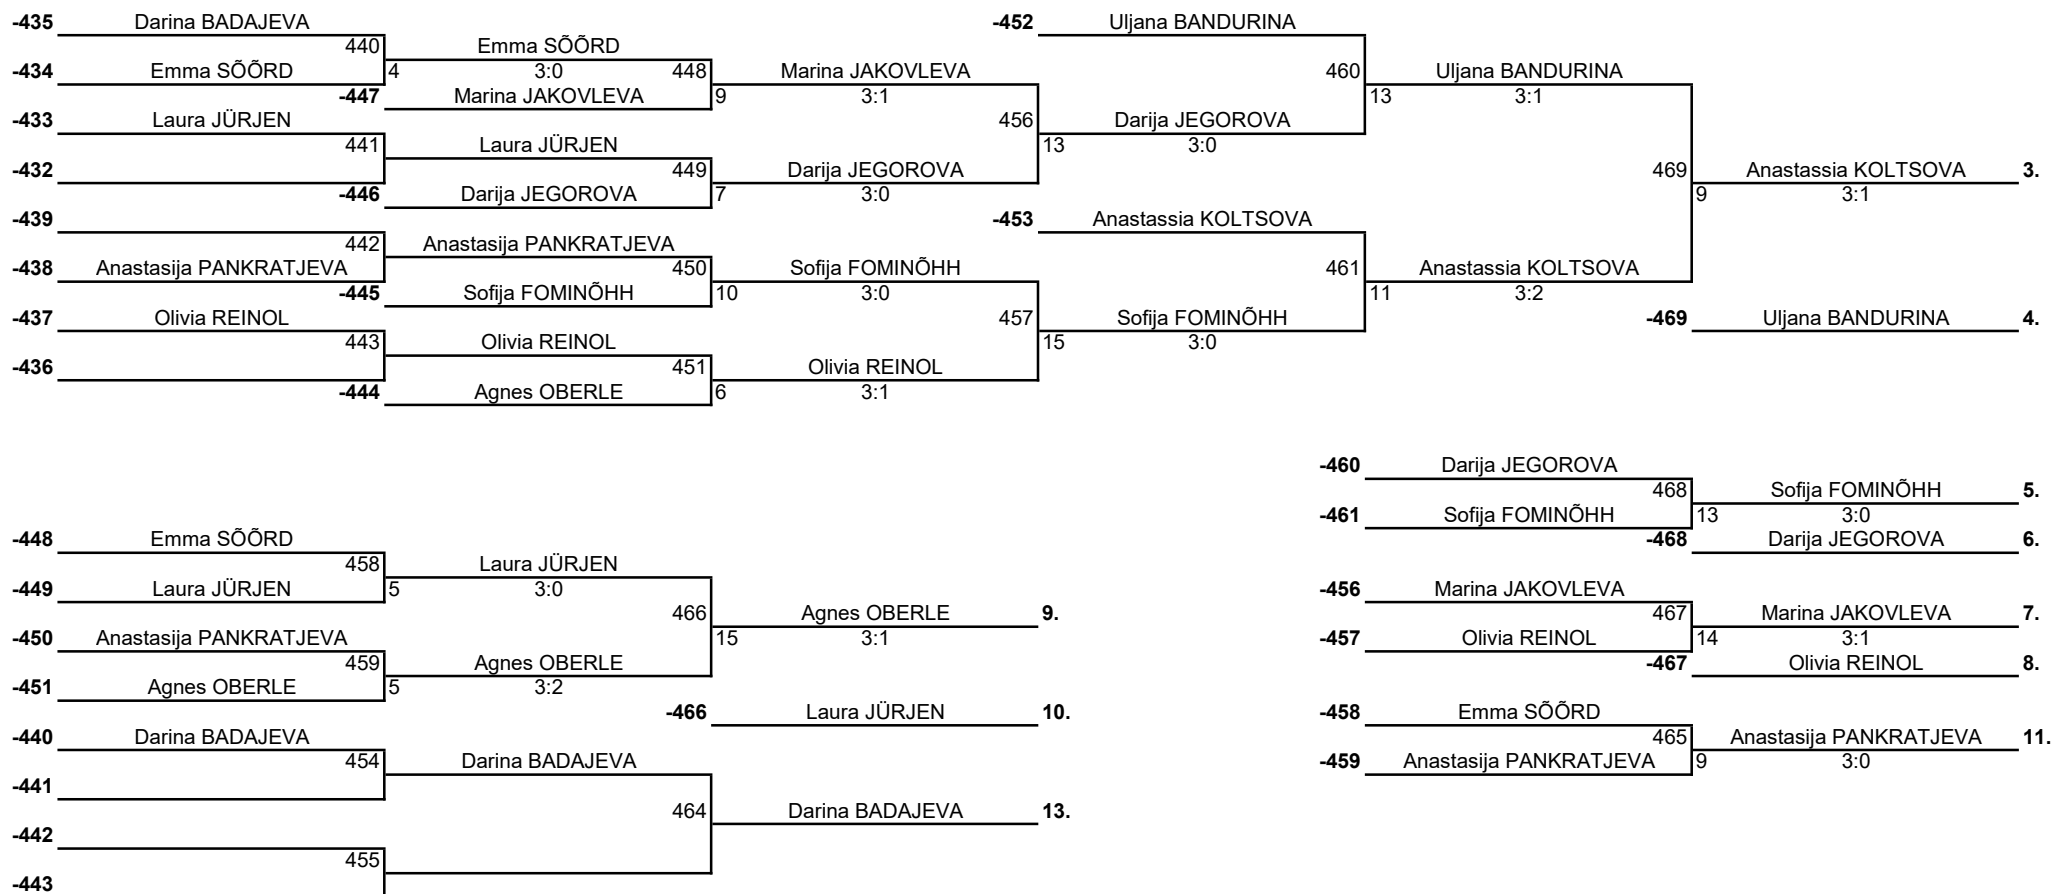 -435 Darina BADAJEVA -452 Uljana BANDURINA
440 Emma SÕÕRD
-434 Emma SÕÕRD 4 3:0 448 Marina JAKOVLEVA 460 Uljana BANDURINA
-447 Marina JAKOVLEVA 9 3:1 13 3:1
-433 Laura JÜRJEN 456 Darija JEGOROVA
441 Laura JÜRJEN 13 3:0
-432 449 Darija JEGOROVA 469 Anastassia KOLTSOVA 3.
-446 Darija JEGOROVA 7 3:0 9 3:1
-439 -453 Anastassia KOLTSOVA
442 Anastasija PANKRATJEVA
-438 Anastasija PANKRATJEVA 450 Sofija FOMINÕHH 461 Anastassia KOLTSOVA
-445 Sofija FOMINÕHH 10 3:0 11 3:2
-437 Olivia REINOL 457 Sofija FOMINÕHH -469 Uljana BANDURINA 4.
443 Olivia REINOL 15 3:0
-436 451 Olivia REINOL
-444 Agnes OBERLE 6 3:1
-460 Darija JEGOROVA
468 Sofija FOMINÕHH 5.
-461 Sofija FOMINÕHH 13 3:0
-448 Emma SÕÕRD -468 Darija JEGOROVA 6.
458 Laura JÜRJEN
-449 Laura JÜRJEN 5 3:0 -456 Marina JAKOVLEVA
466 Agnes OBERLE 9. 467 Marina JAKOVLEVA 7.
-450 Anastasija PANKRATJEVA 15 3:1 -457 Olivia REINOL 14 3:1
459 Agnes OBERLE -467 Olivia REINOL 8.
-451 Agnes OBERLE 5 3:2
-466 Laura JÜRJEN 10. -458 Emma SÕÕRD
-440 Darina BADAJEVA 465 Anastasija PANKRATJEVA 11.
454 Darina BADAJEVA -459 Anastasija PANKRATJEVA 9 3:0
-441
464 Darina BADAJEVA 13.
-442
455
-443